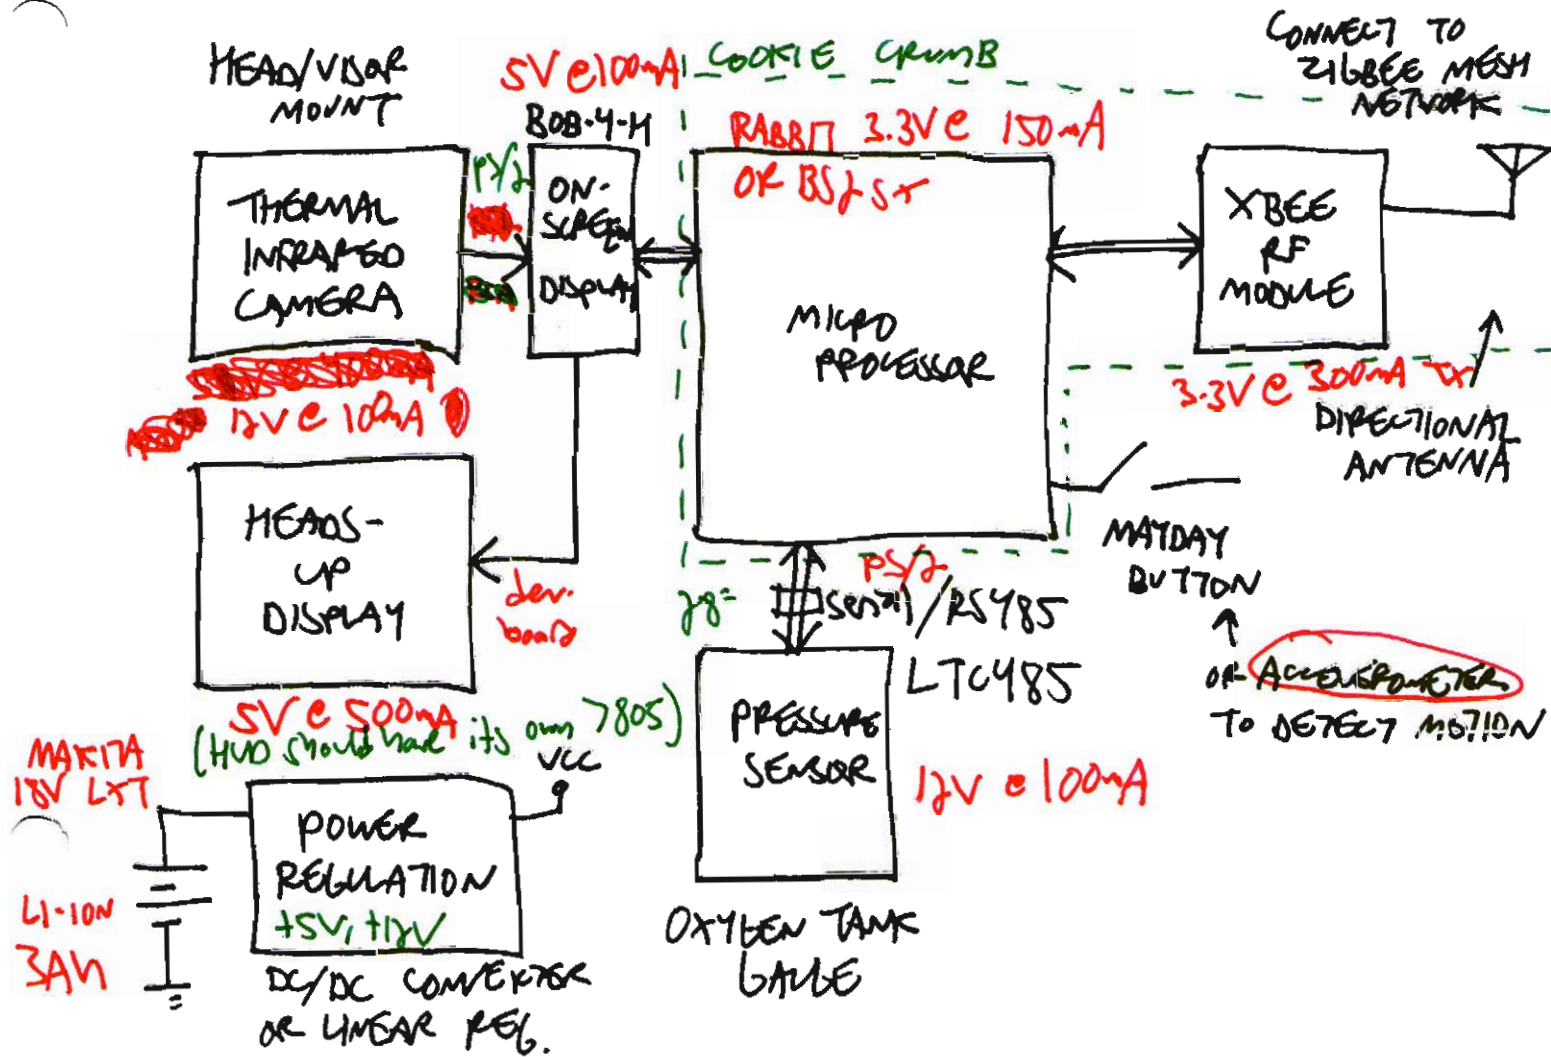 HEAD/VISOR
MOUNT
5V @ 100mA
COOKIE CRUMB
CONNECT TO
ZIGBEE MESH
NETWORK
BOB-4-H
RABBIT 3.3V @ 150mA
OR BS2SX
THERMAL
INFRARED
CAMERA
ON-
SCREEN
DISPLAY
MICRO
PROCESSOR
XBEE
RF
MODULE
12V @ 100mA
3.3V @ 300mA TX
DIRECTIONAL
ANTENNA
HEADS-
UP
DISPLAY
dev.
board
PS/2
serial/RS485
LTC485
MAYDAY
BUTTON
OR ACCELEROMETER
TO DETECT MOTION
5V @ 500mA
(HUD should have its own 7805)
PRESSURE
SENSOR
12V @ 100mA
OXYGEN TANK
GAUGE
MAKITA
18V LXT
LI-ION
3Ah
VCC
POWER
REGULATION
+5V, +12V
DC/DC CONVERTER
OR LINEAR REG.